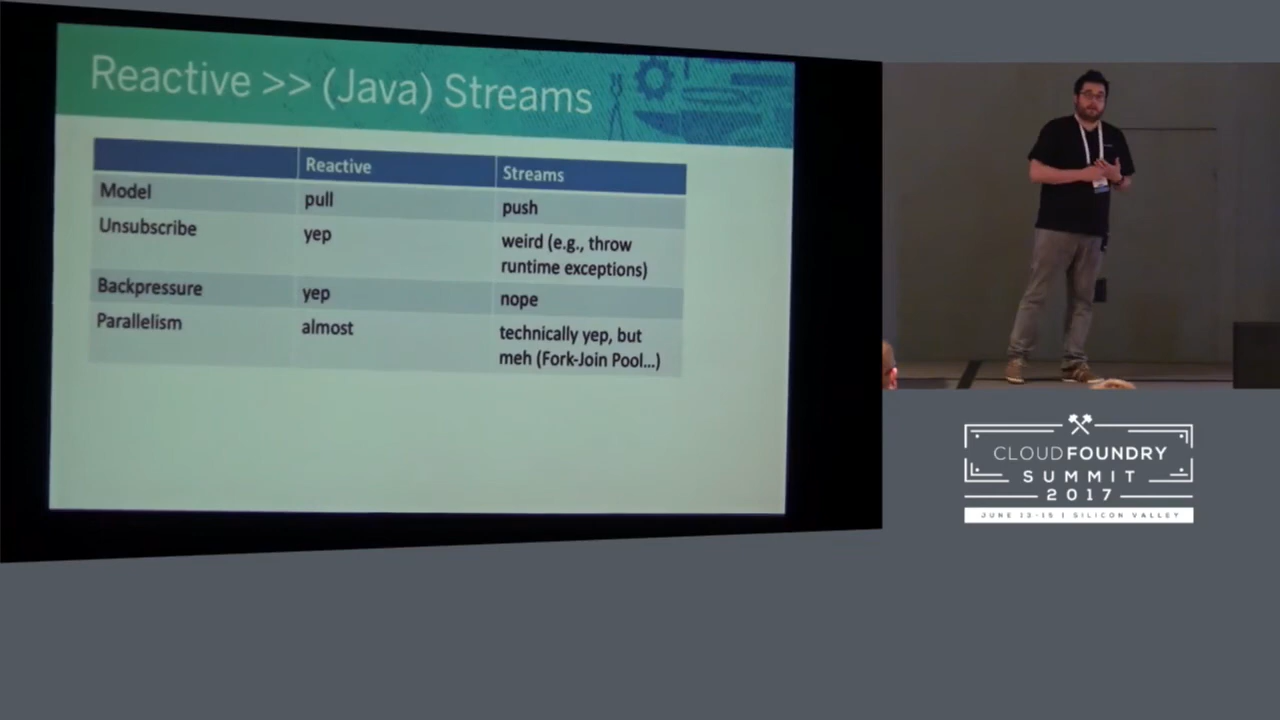 Reactive >> (Java) Streams
Reactive Streams
Model pull push
Unsubscribe yep weird (e.g., throw
runtime exceptions)
Backpressure yep nope
Parallelism almost technically yep, but
meh (Fork-Join Pool...)
CLOUDFOUNDRY
SUMMIT
2017
JUNE 13-15 | SILICON VALLEY